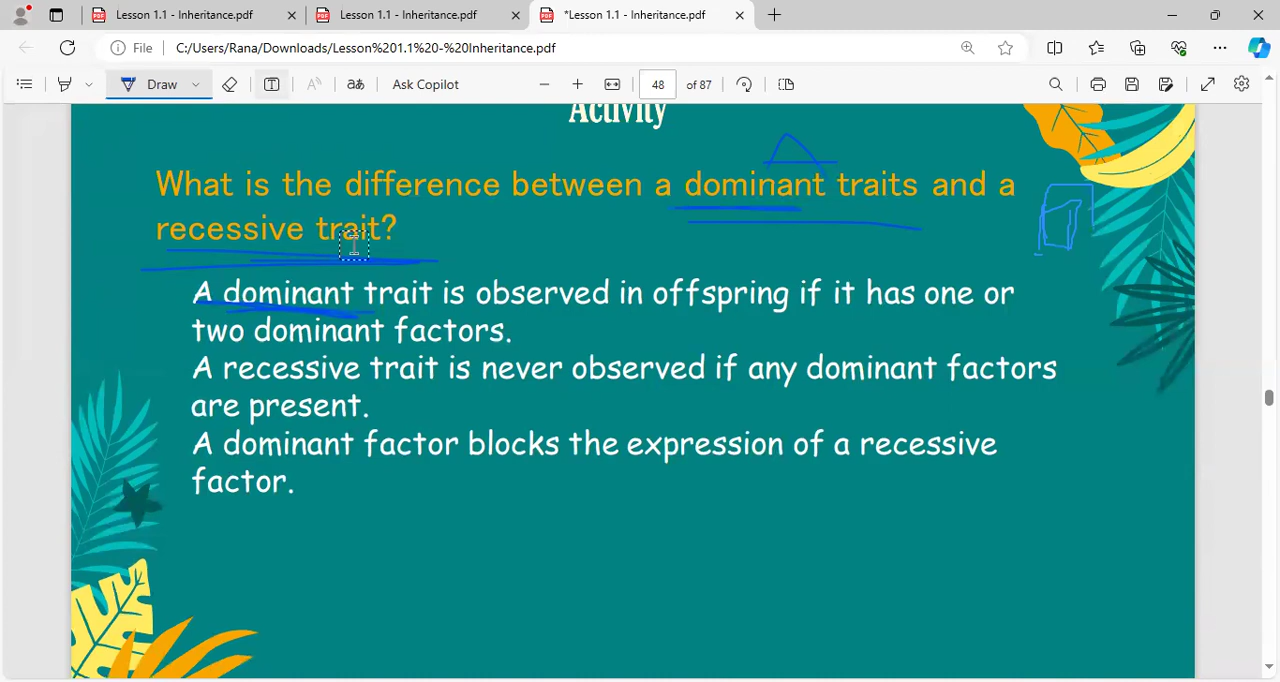 Lesson 1.1 - Inheritance.pdf
Lesson 1.1 - Inheritance.pdf
*Lesson 1.1 - Inheritance.pdf
File
C:/Users/Rana/Downloads/Lesson%201.1%20-%20Inheritance.pdf
Draw
Ask Copilot
48 of 87
Activity
What is the difference between a dominant traits and a
recessive trait?
A dominant trait is observed in offspring if it has one or
two dominant factors.
A recessive trait is never observed if any dominant factors
are present.
A dominant factor blocks the expression of a recessive
factor.